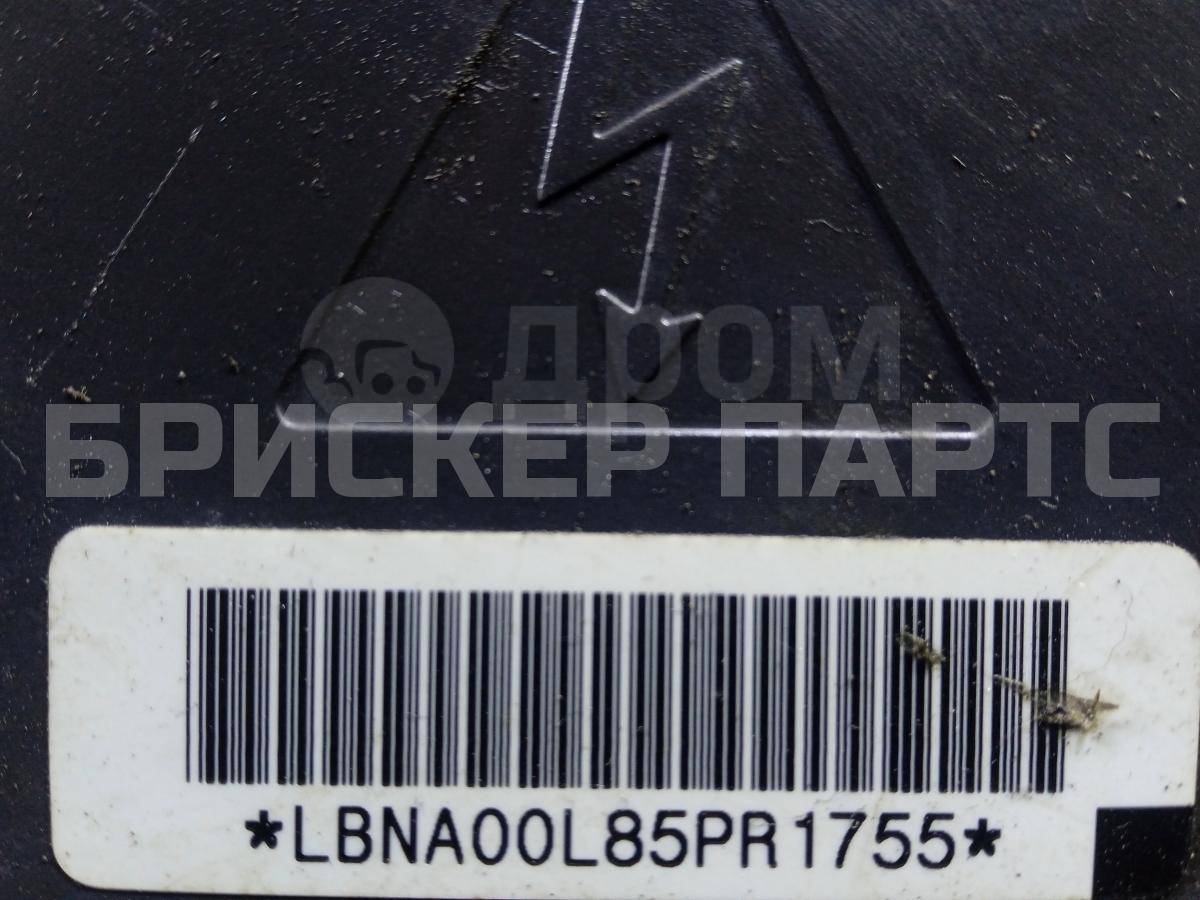 дром
БРИСКЕР ПАРТС
*LBNA00L85PR1755*